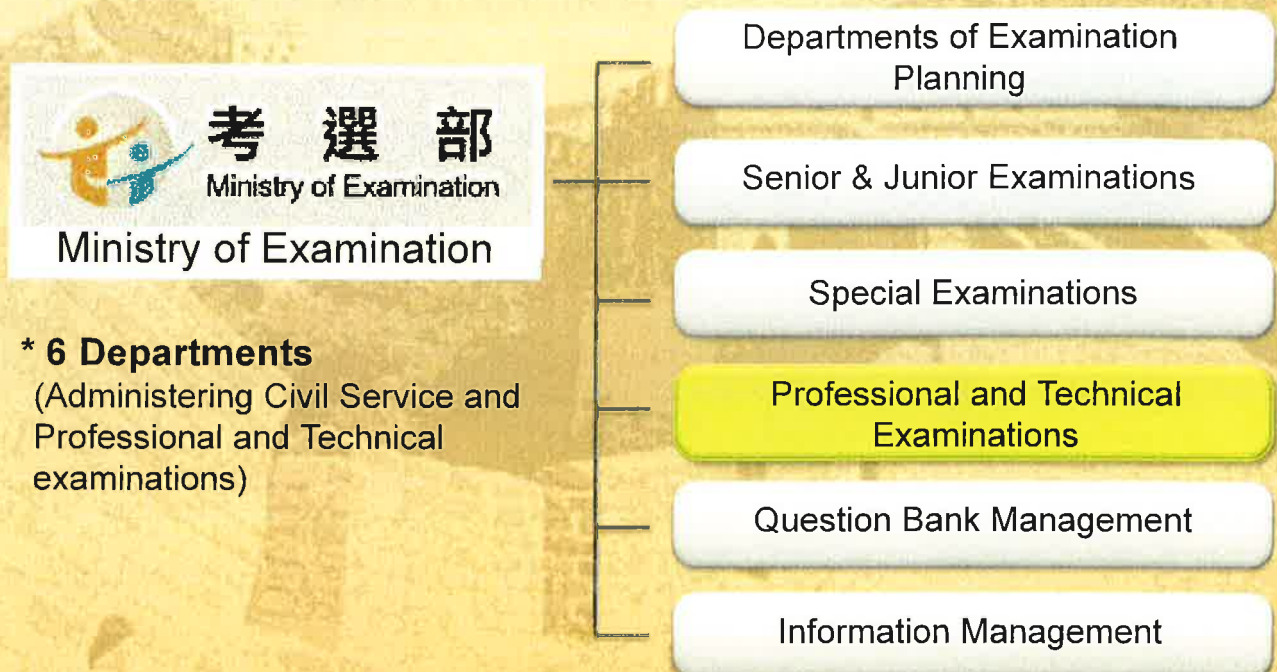 考選部
Ministry of Examination
Ministry of Examination
* 6 Departments
(Administering Civil Service and
Professional and Technical
examinations)
Departments of Examination
Planning
Senior & Junior Examinations
Special Examinations
Professional and Technical
Examinations
Question Bank Management
Information Management